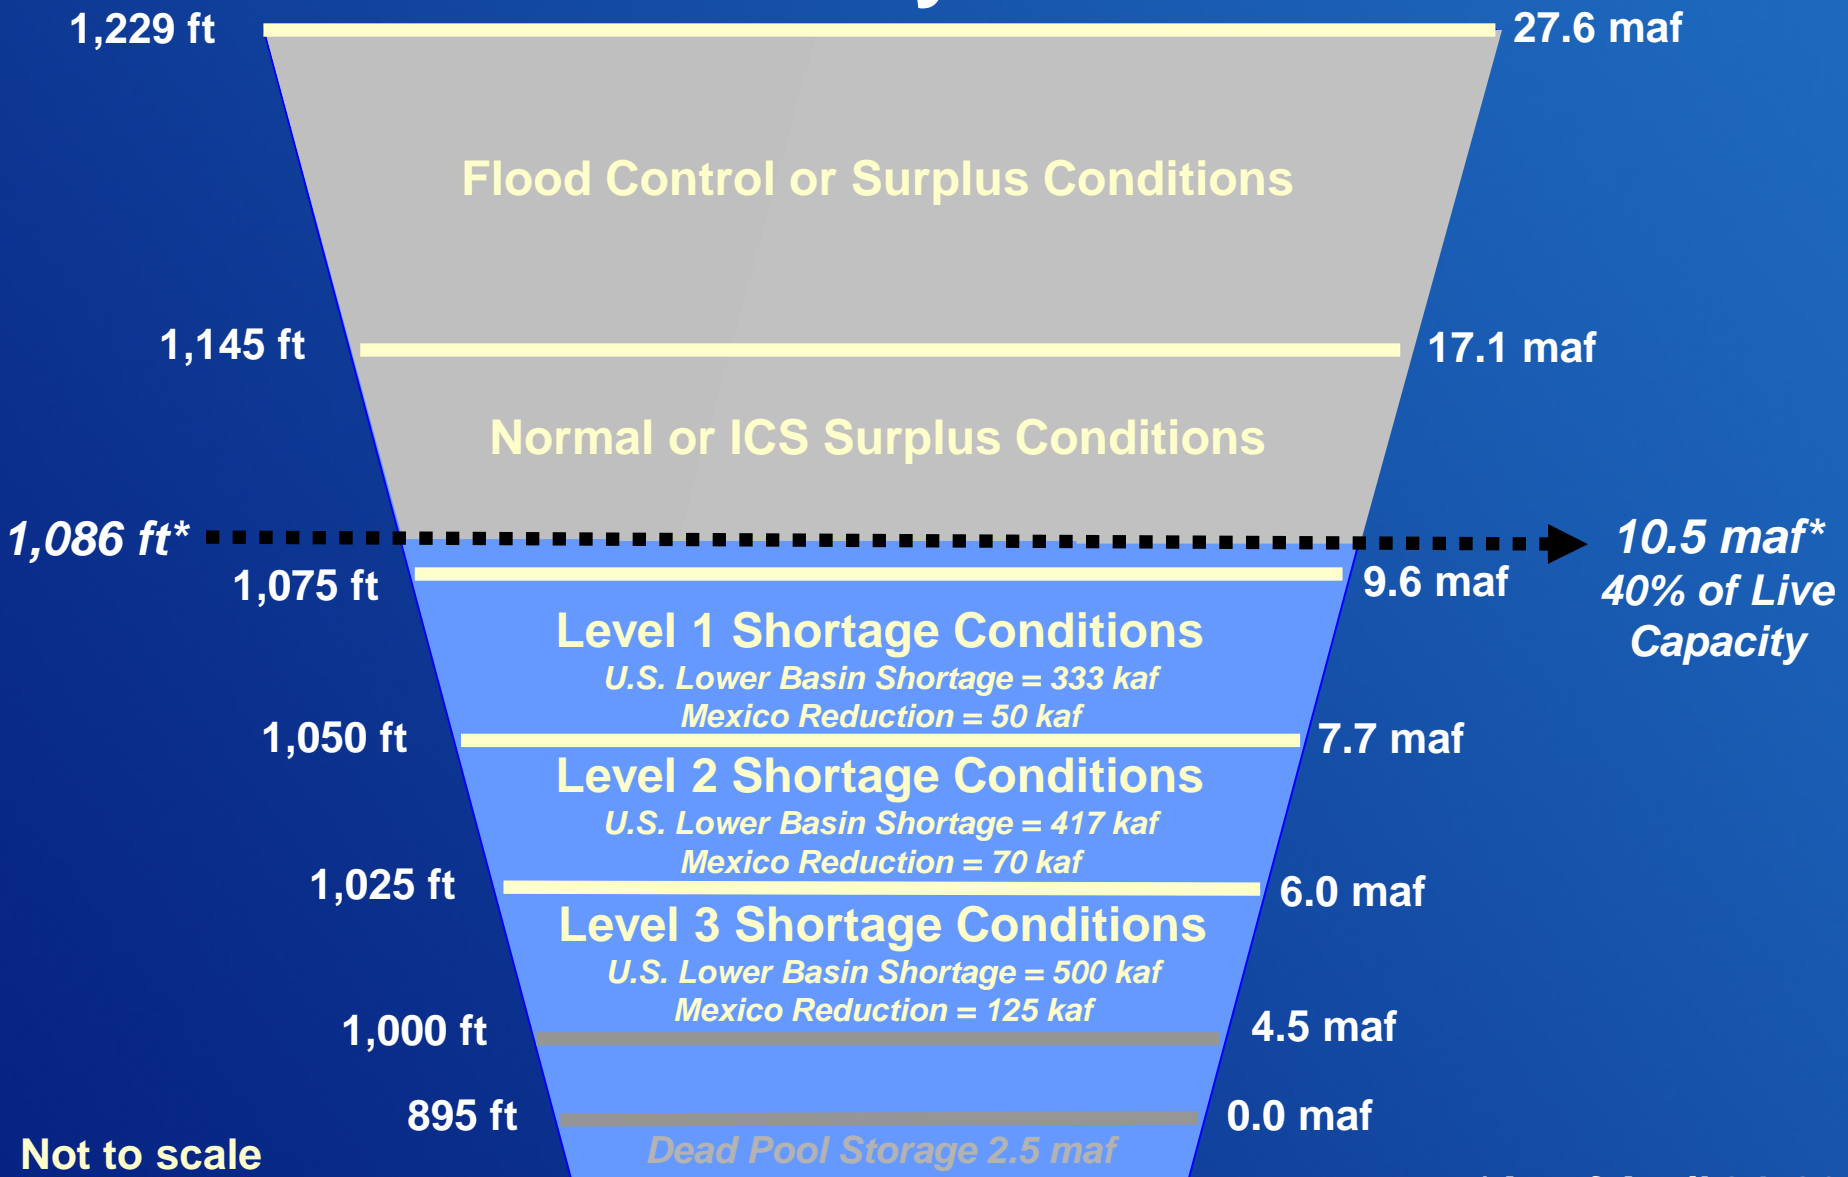 1,229 ft
27.6 maf
Flood Control or Surplus Conditions
1,145 ft
17.1 maf
Normal or ICS Surplus Conditions
1,086 ft*
10.5 maf*
40% of Live
Capacity
1,075 ft
9.6 maf
Level 1 Shortage Conditions
U.S. Lower Basin Shortage = 333 kaf
Mexico Reduction = 50 kaf
1,050 ft
7.7 maf
Level 2 Shortage Conditions
U.S. Lower Basin Shortage = 417 kaf
Mexico Reduction = 70 kaf
1,025 ft
6.0 maf
Level 3 Shortage Conditions
U.S. Lower Basin Shortage = 500 kaf
Mexico Reduction = 125 kaf
1,000 ft
4.5 maf
895 ft
0.0 maf
Dead Pool Storage 2.5 maf
Not to scale